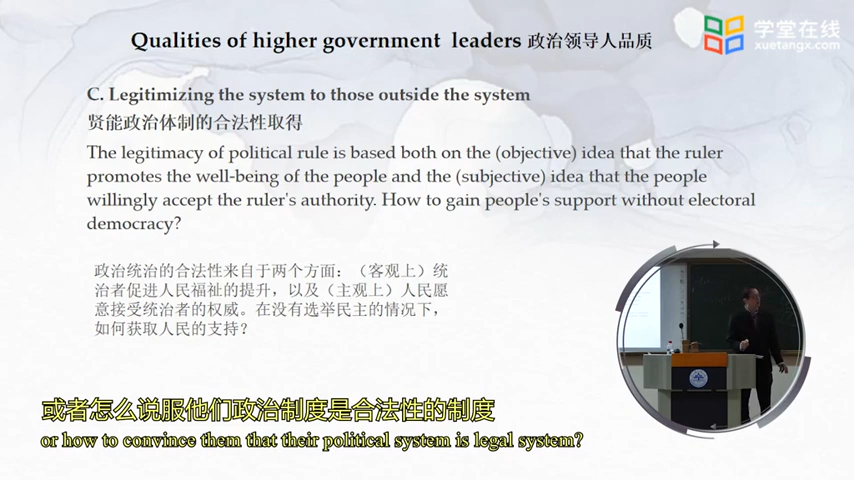 Qualities of higher government leaders 政治领导人品质
学堂在线
xuetangx.com
C. Legitimizing the system to those outside the system
贤能政治体制的合法性取得
The legitimacy of political rule is based both on the (objective) idea that the ruler
promotes the well-being of the people and the (subjective) idea that the people
willingly accept the ruler's authority. How to gain people's support without electoral
democracy?
政治统治的合法性来自于两个方面：（客观上）统
治者促进人民福祉的提升，以及（主观上）人民愿
意接受统治者的权威。在没有选举民主的情况下，
如何获取人民的支持？
或者怎么说服他们政治制度是合法性的制度
or how to convince them that their political system is legal system?